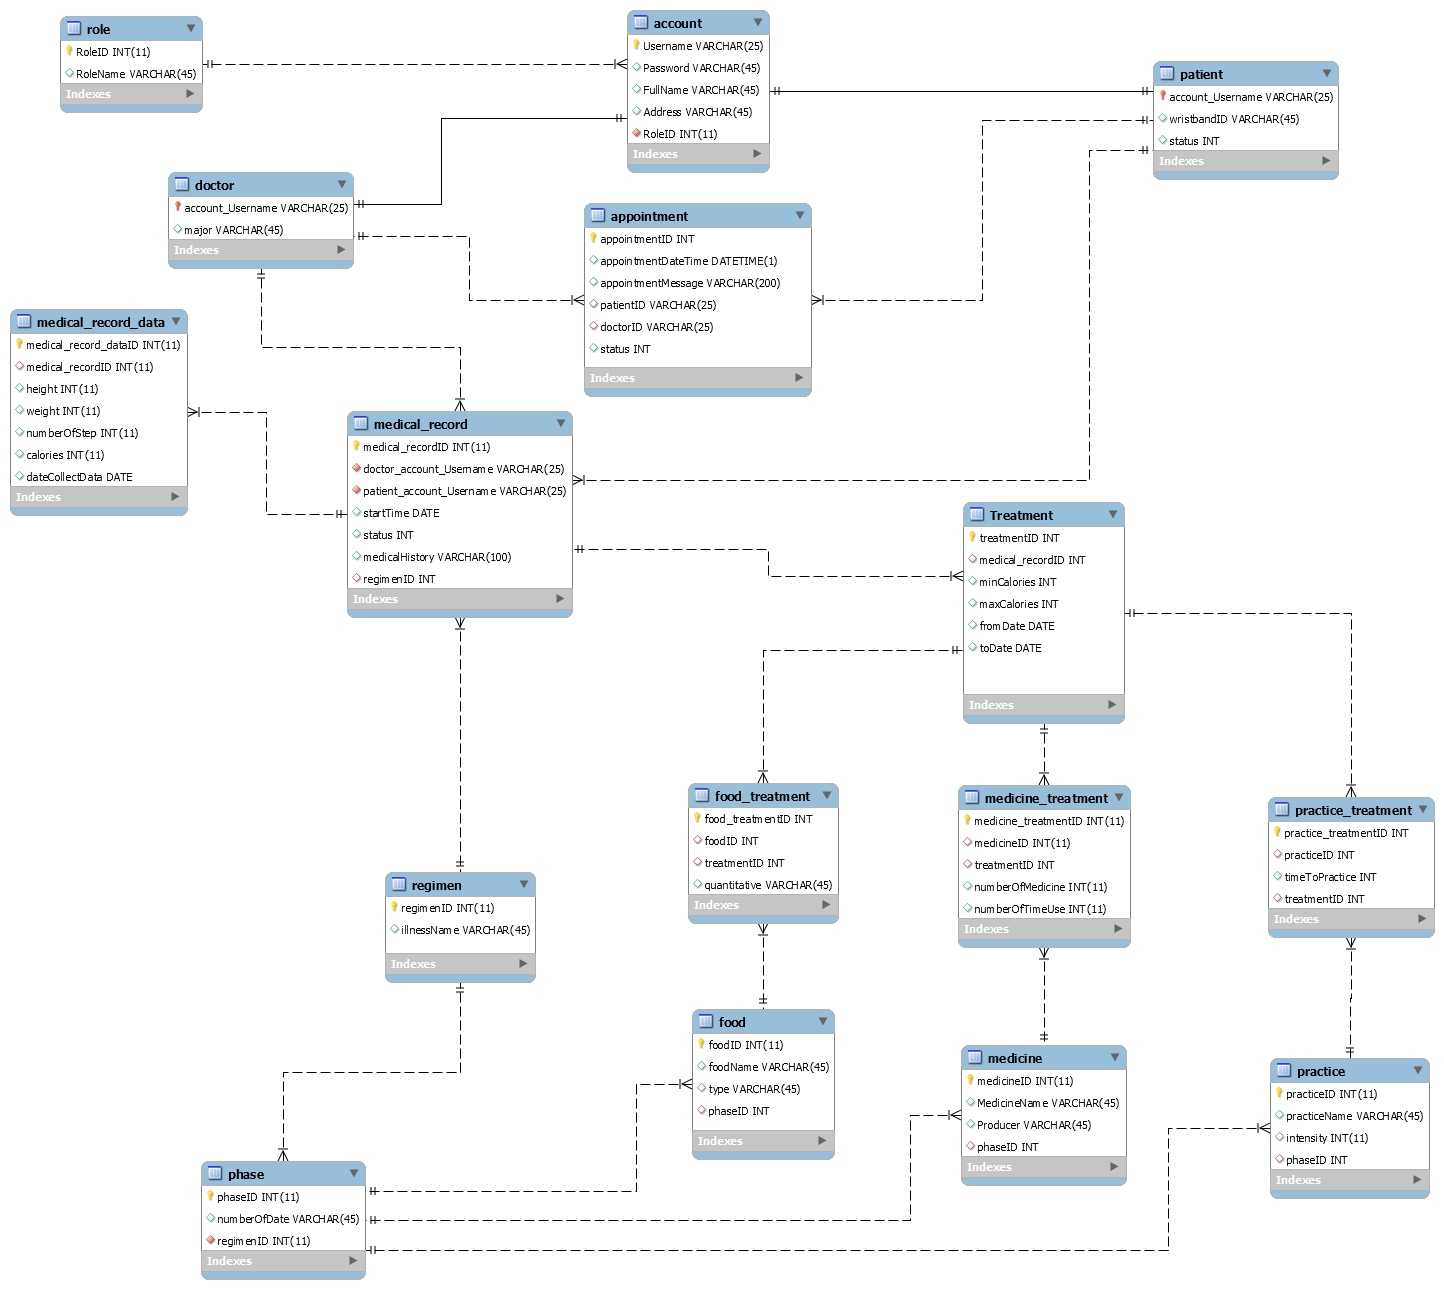 role
RoleID INT(11)
RoleName VARCHAR(45)
Indexes
account
Username VARCHAR(25)
Password VARCHAR(45)
FullName VARCHAR(45)
Address VARCHAR(45)
RoleID INT(11)
Indexes
patient
account_Username VARCHAR(25)
wristbandID VARCHAR(45)
status INT
Indexes
doctor
account_Username VARCHAR(25)
major VARCHAR(45)
Indexes
appointment
appointmentID INT
appointmentDateTime DATETIME(1)
appointmentMessage VARCHAR(200)
patientID VARCHAR(25)
doctorID VARCHAR(25)
status INT
Indexes
medical_record_data
medical_record_dataID INT(11)
medical_recordID INT(11)
height INT(11)
weight INT(11)
numberOfStep INT(11)
calories INT(11)
dateCollectData DATE
Indexes
medical_record
medical_recordID INT(11)
doctor_account_Username VARCHAR(25)
patient_account_Username VARCHAR(25)
startTime DATE
status INT
medicalHistory VARCHAR(100)
regimenID INT
Indexes
Treatment
treatmentID INT
medical_recordID INT
minCalories INT
maxCalories INT
fromDate DATE
toDate DATE
Indexes
food_treatment
food_treatmentID INT
foodID INT
treatmentID INT
quantitative VARCHAR(45)
Indexes
medicine_treatment
medicine_treatmentID INT(11)
medicineID INT(11)
treatmentID INT
numberOfMedicine INT(11)
numberOfTimeUse INT(11)
Indexes
practice_treatment
practice_treatmentID INT
practiceID INT
timeToPractice INT
treatmentID INT
Indexes
regimen
regimenID INT(11)
illnessName VARCHAR(45)
Indexes
food
foodID INT(11)
foodName VARCHAR(45)
type VARCHAR(45)
phaseID INT
Indexes
medicine
medicineID INT(11)
MedicineName VARCHAR(45)
Producer VARCHAR(45)
phaseID INT
Indexes
practice
practiceID INT(11)
practiceName VARCHAR(45)
intensity INT(11)
phaseID INT
Indexes
phase
phaseID INT(11)
numberOfDate VARCHAR(45)
regimenID INT(11)
Indexes